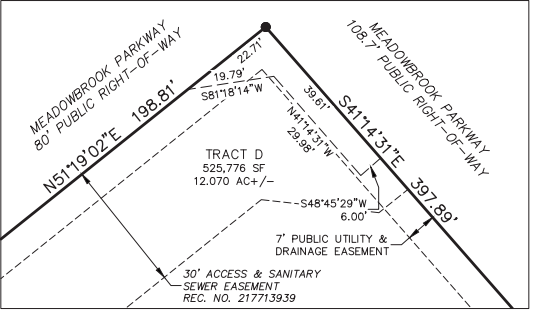 MEADOWBROOK PARKWAY
80' PUBLIC RIGHT-OF-WAY
N51°19'02"E 198.81'
22.71'
19.79'
S81°18'14"W
MEADOWBROOK PARKWAY
108.7' PUBLIC RIGHT-OF-WAY
39.61'
S41°14'31"E 397.89'
N41°14'31"W
29.98'
TRACT D
525,776 SF
12.070 AC+/-
S48°45'29"W
6.00'
7' PUBLIC UTILITY &
DRAINAGE EASEMENT
30' ACCESS & SANITARY
SEWER EASEMENT
REC. NO. 217713939